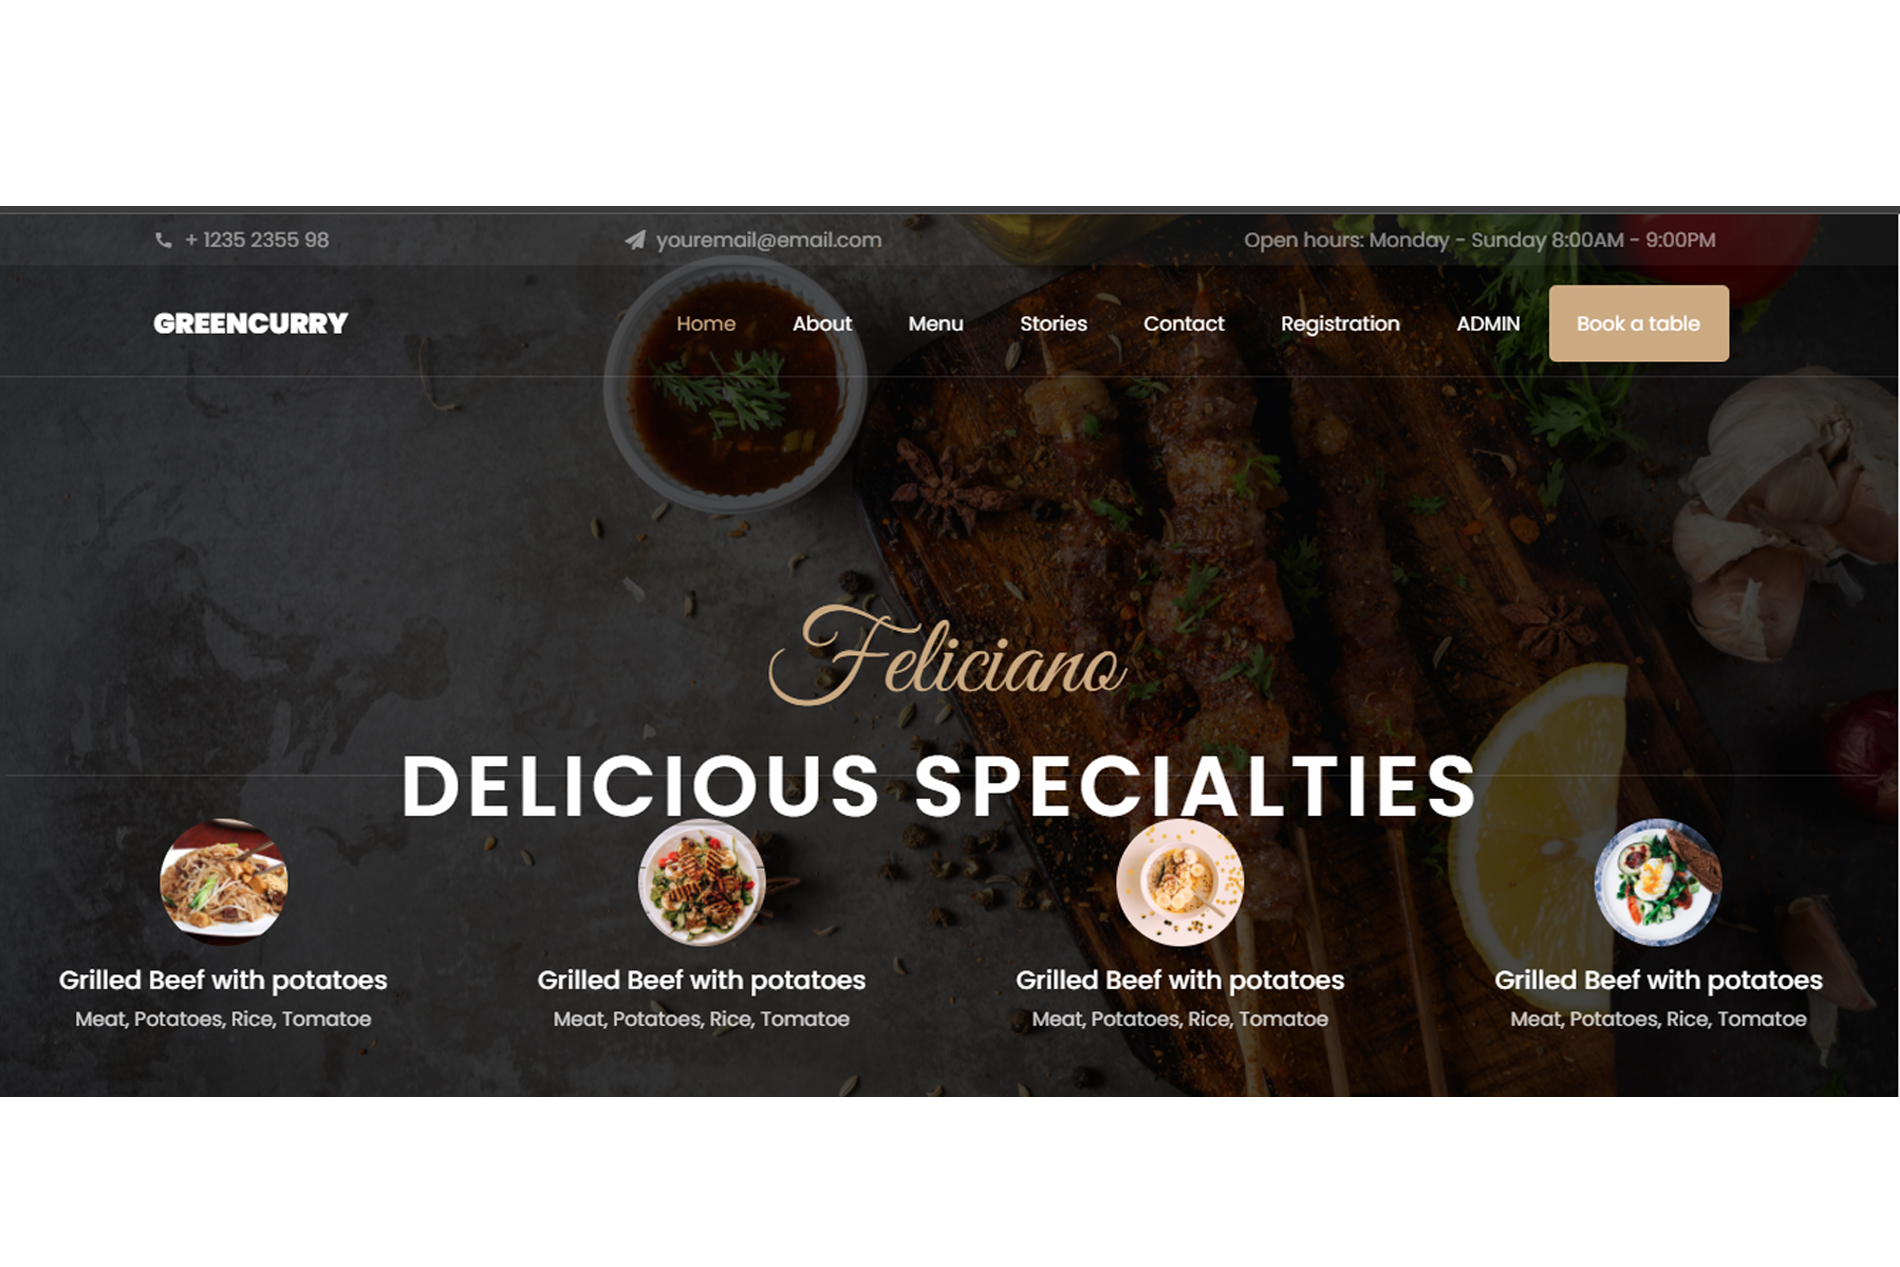 + 1235 2355 98 youremail@email.com Open hours: Monday - Sunday 8:00AM - 9:00PM
GREENCURRY Home About Menu Stories Contact Registration ADMIN Book a table
Feliciano
DELICIOUS SPECIALTIES
Grilled Beef with potatoes Grilled Beef with potatoes Grilled Beef with potatoes Grilled Beef with potatoes
Meat, Potatoes, Rice, Tomatoe Meat, Potatoes, Rice, Tomatoe Meat, Potatoes, Rice, Tomatoe Meat, Potatoes, Rice, Tomatoe